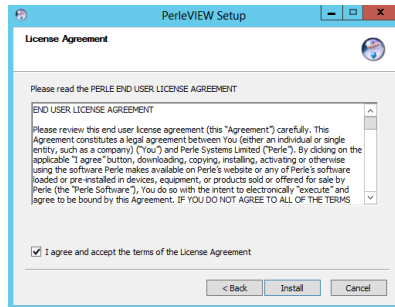 PerleVIEW Setup
License Agreement
Please read the PERLE END USER LICENSE AGREEMENT
END USER LICENSE AGREEMENT
Please review this end user license agreement (this "Agreement") carefully. This
Agreement constitutes a legal agreement between You (either an individual or single
entity, such as a company) ("You") and Perle Systems Limited ("Perle"). By clicking on the
applicable "I agree" button, downloading, copying, installing, activating or otherwise
using the software Perle makes available on Perle's website or any of Perle's software
loaded or pre-installed in devices, equipment, or products sold or offered for sale by
Perle (the "Perle Software"), You do so with the intent to electronically "execute" and
agree to be bound by this Agreement. IF YOU DO NOT AGREE TO ALL OF THE TERMS
I agree and accept the terms of the License Agreement
< Back Install Cancel